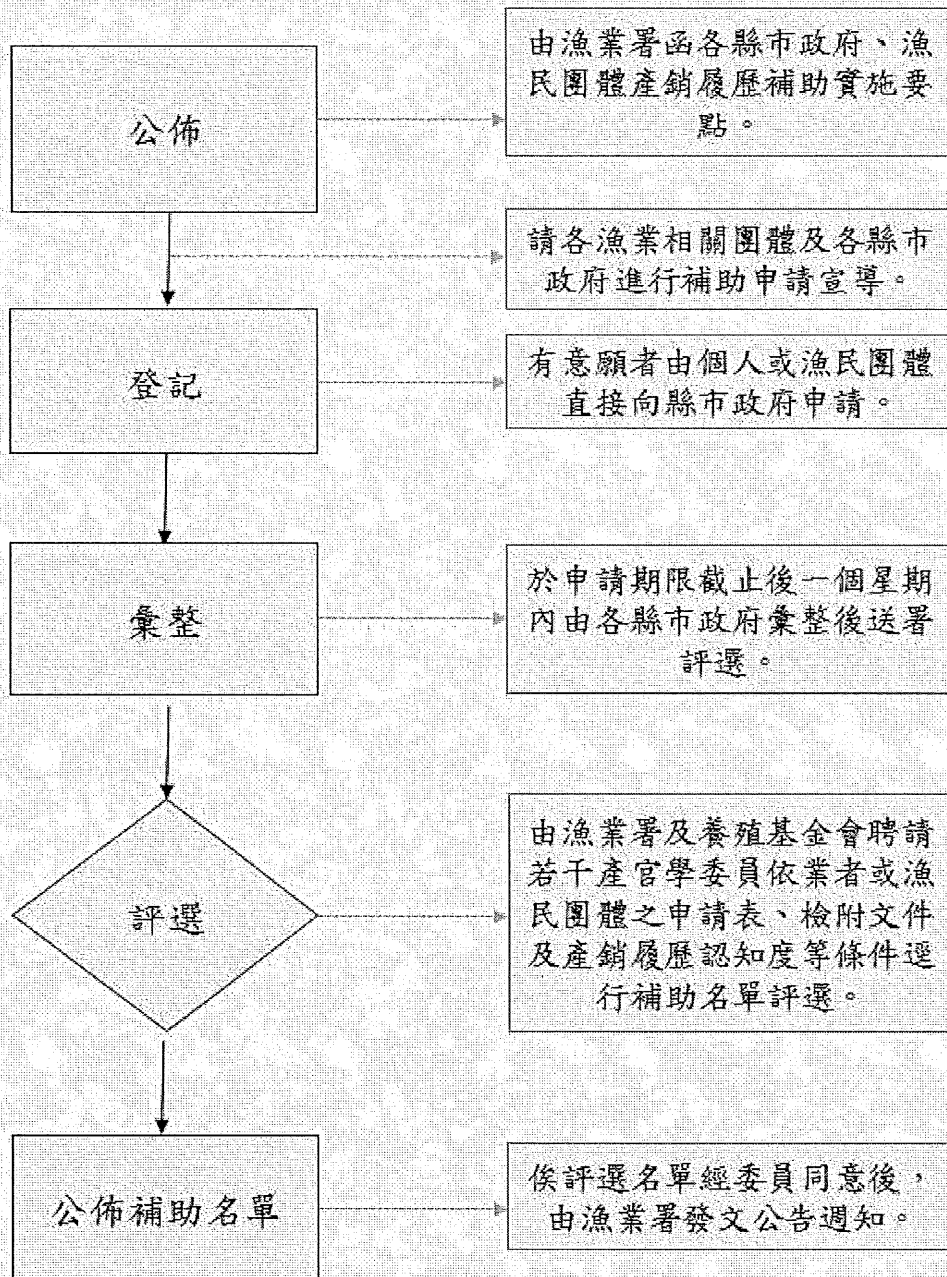 公佈
由漁業署函各縣市政府、漁
民團體產銷履歷補助實施要
點。
請各漁業相關團體及各縣市
政府進行補助申請宣導。
登記
有意願者由個人或漁民團體
直接向縣市政府申請。
彙整
於申請期限截止後一個星期
內由各縣市政府彙整後送署
評選。
評選
由漁業署及養殖基金會聘請
若干產官學委員依業者或漁
民團體之申請表、檢附文件
及產銷履歷認知度等條件逕
行補助名單評選。
公佈補助名單
俟評選名單經委員同意後，
由漁業署發文公告週知。